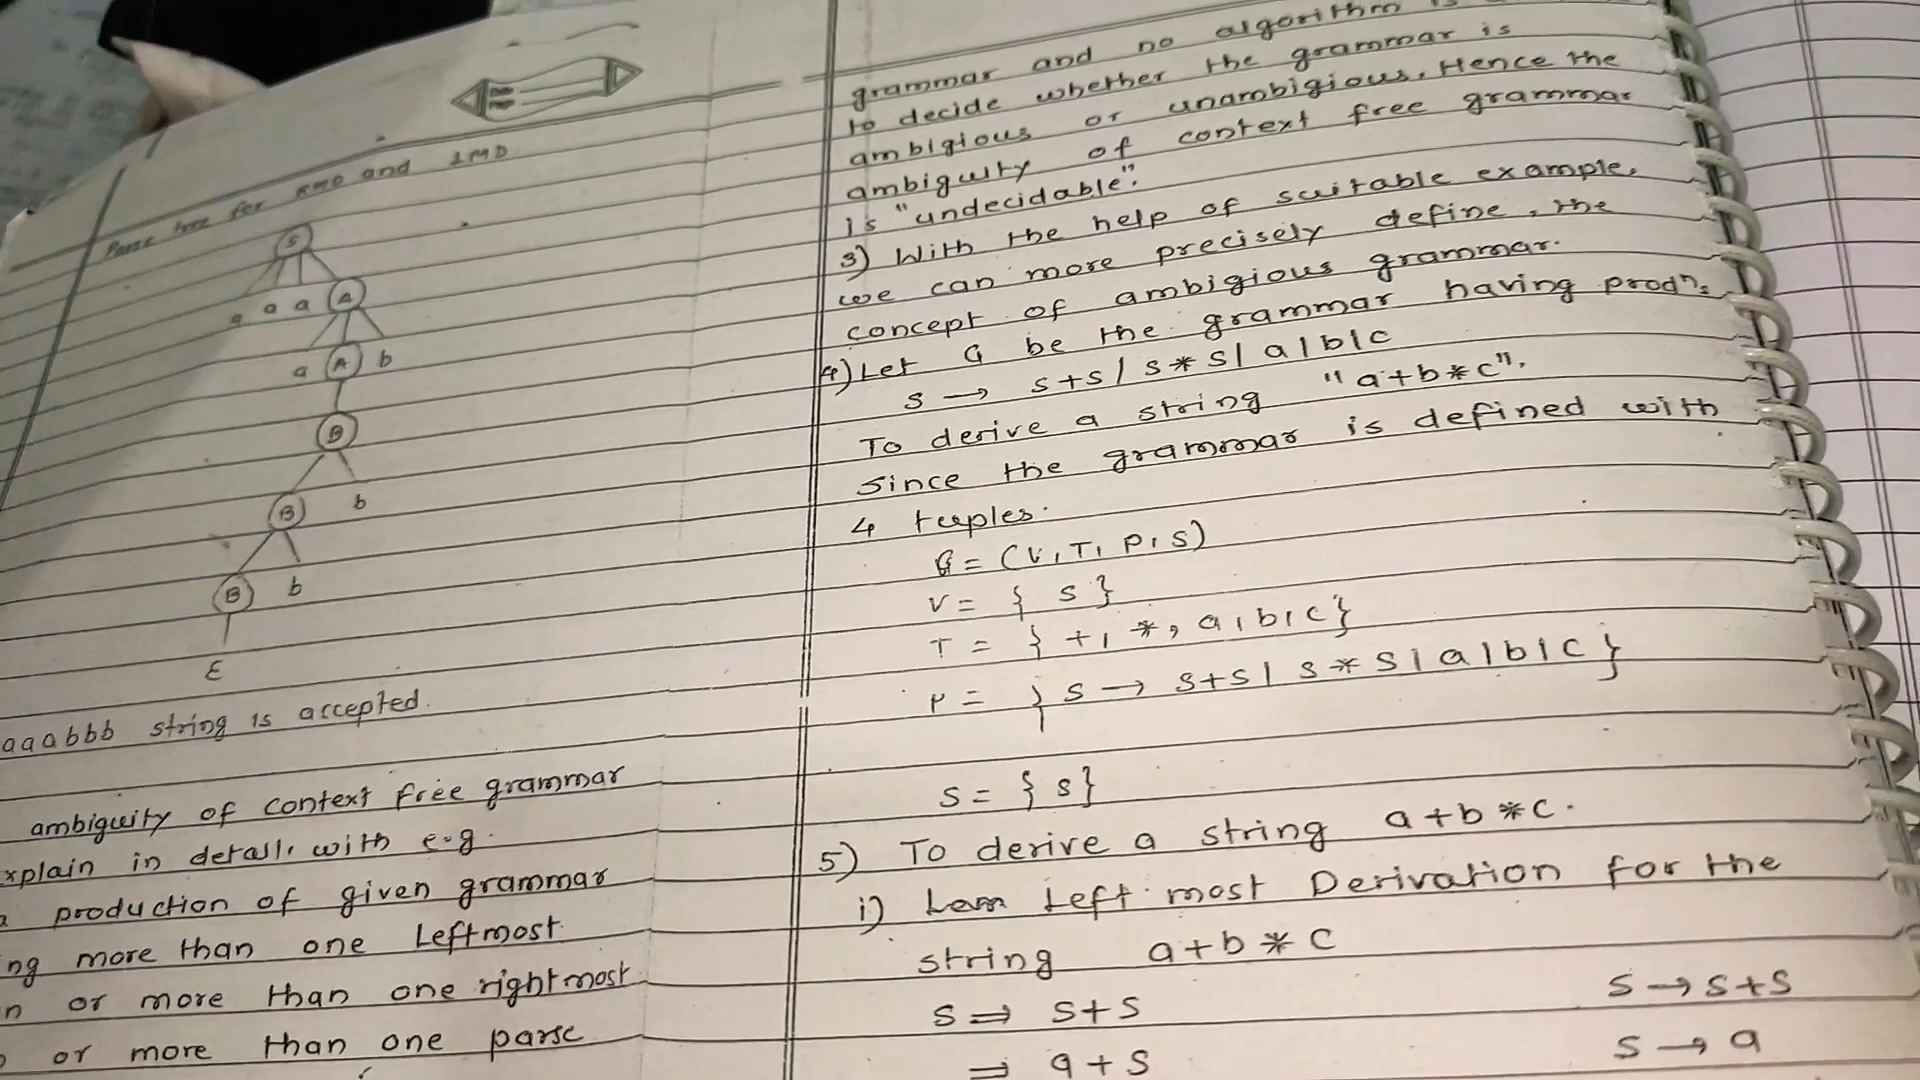 Parse tree for RMD and LMD
S
a a a A
a A b
B
B b
B b
ε
aaabbb string is accepted.
ambiguity of context free grammar
xplain in detail, with e.g.
production of given grammar
ng more than one Leftmost
n or more than one rightmost
or more than one parse
grammar and no algorithm is
to decide whether the grammar is
ambigious or unambigious. Hence the
ambiguity of context free grammar
is "undecidable".
3) With the help of suitable example,
we can more precisely define, the
concept of ambigious grammar.
4) Let G be the grammar having prodⁿ.
S → S+S / S*S | a | b | c
To derive a string "a+b*c".
Since the grammar is defined with
4 tuples.
G = (V, T, P, S)
V = { S }
T = { +, *, a, b, c }
P = { S → S+S | S*S | a | b | c }
S = { S }
5) To derive a string a+b*c.
i) Left most Derivation for the
string a+b*c
S ⇒ S+S S → S+S
⇒ a+S S → a